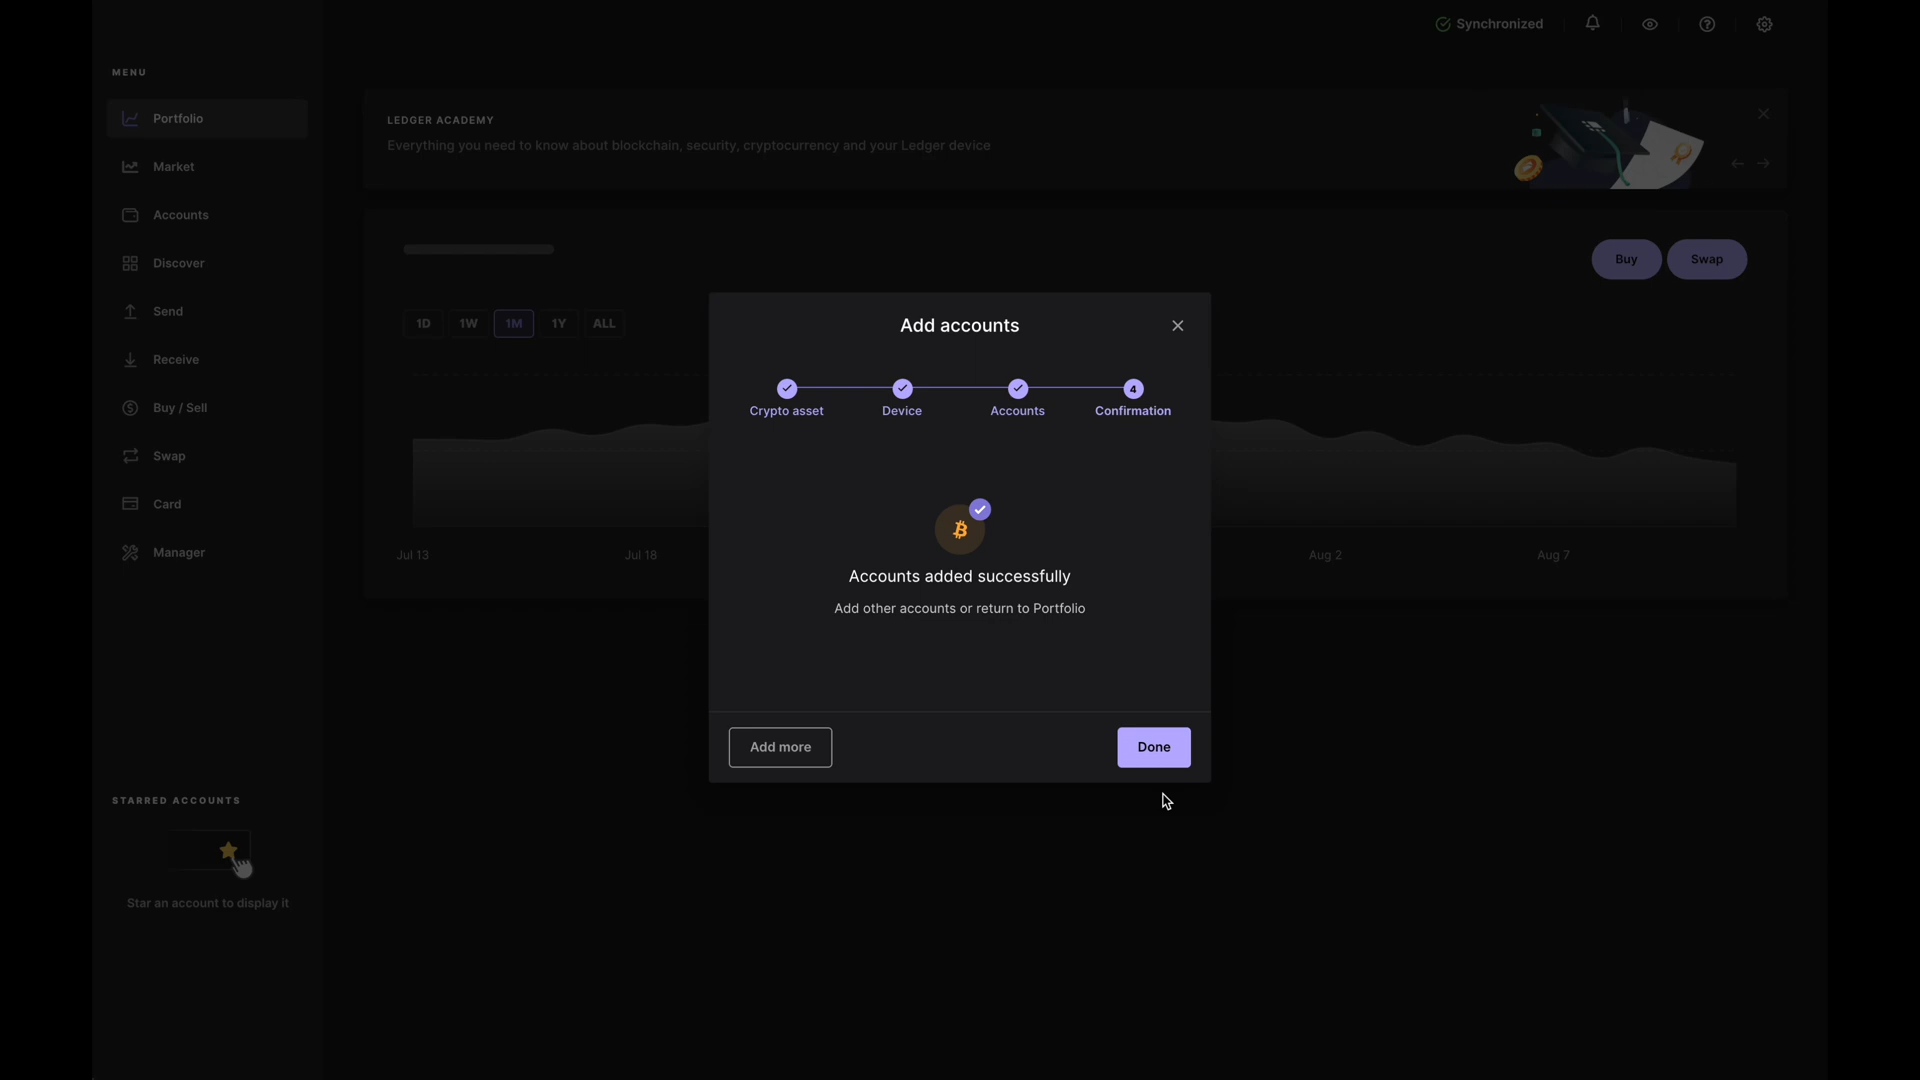 Synchronized
MENU
Portfolio
Market
Accounts
Discover
Send
Receive
Buy / Sell
Swap
Card
Manager
STARRED ACCOUNTS
Star an account to display it
LEDGER ACADEMY
Everything you need to know about blockchain, security, cryptocurrency and your Ledger device
Buy Swap
1D 1W 1M 1Y ALL
Jul 13 Jul 18 Aug 2 Aug 7
Add accounts
4
Crypto asset Device Accounts Confirmation
Accounts added successfully
Add other accounts or return to Portfolio
Add more Done